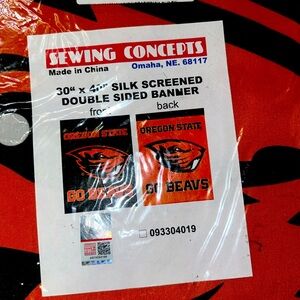 SEWING CONCEPTS
Made in China Omaha, NE. 68117
30" x 40" SILK SCREENED
DOUBLE SIDED BANNER
front back
OREGON STATE OREGON STATE
GO BEAVS GO BEAVS
093304019